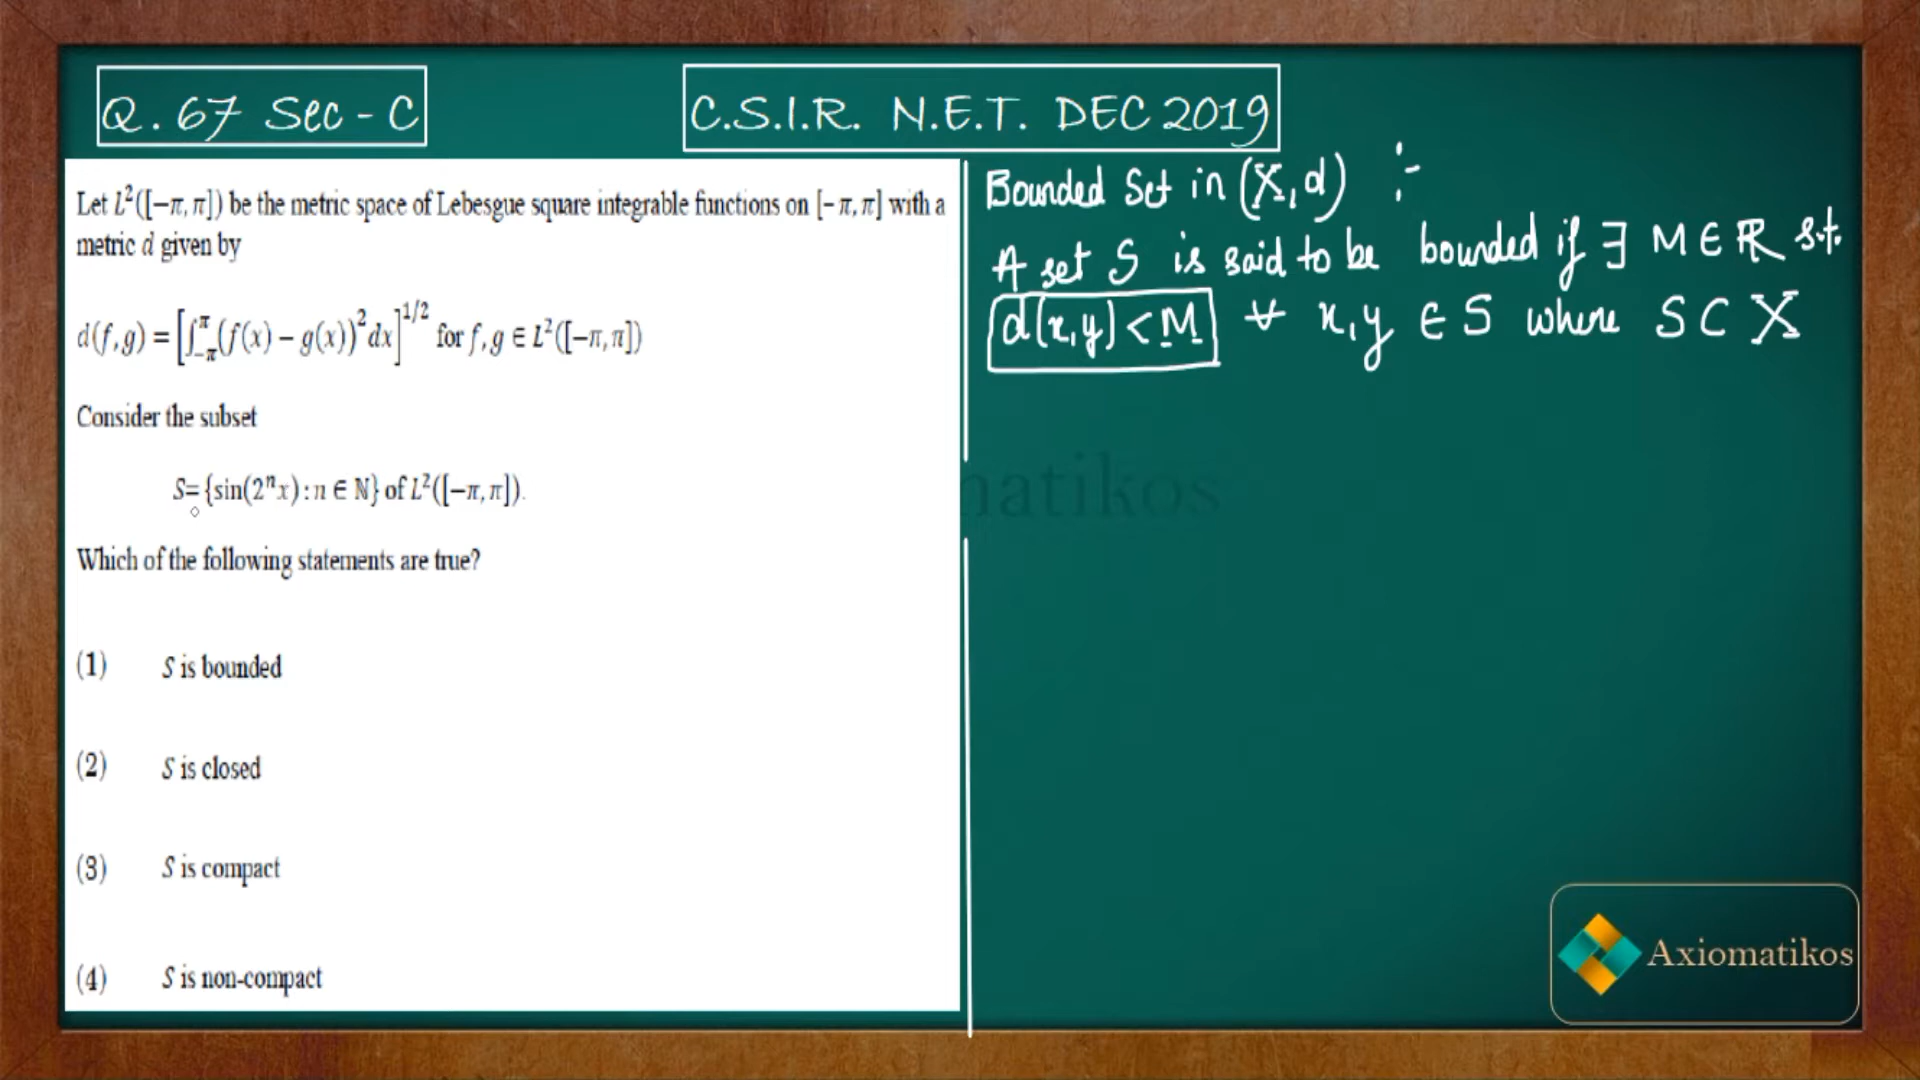 Q. 67 Sec - C
C.S.I.R. N.E.T. DEC 2019
Let L²([−π, π]) be the metric space of Lebesgue square integrable functions on [− π, π] with a
metric d given by
d(f,g) = [∫_{-π}^{π}(f(x) − g(x))² dx]^{1/2} for f,g ∈ L²([−π,π])
Consider the subset
S={sin(2ⁿx) : n ∈ ℕ} of L²([−π, π]).
Which of the following statements are true?
(1) S is bounded
(2) S is closed
(3) S is compact
(4) S is non-compact
Bounded Set in (X,d) :-
A set S is said to be bounded if ∃ M ∈ ℝ s.t.
d(x,y) < M ∀ x,y ∈ S where S ⊂ X
matikos
Axiomatikos